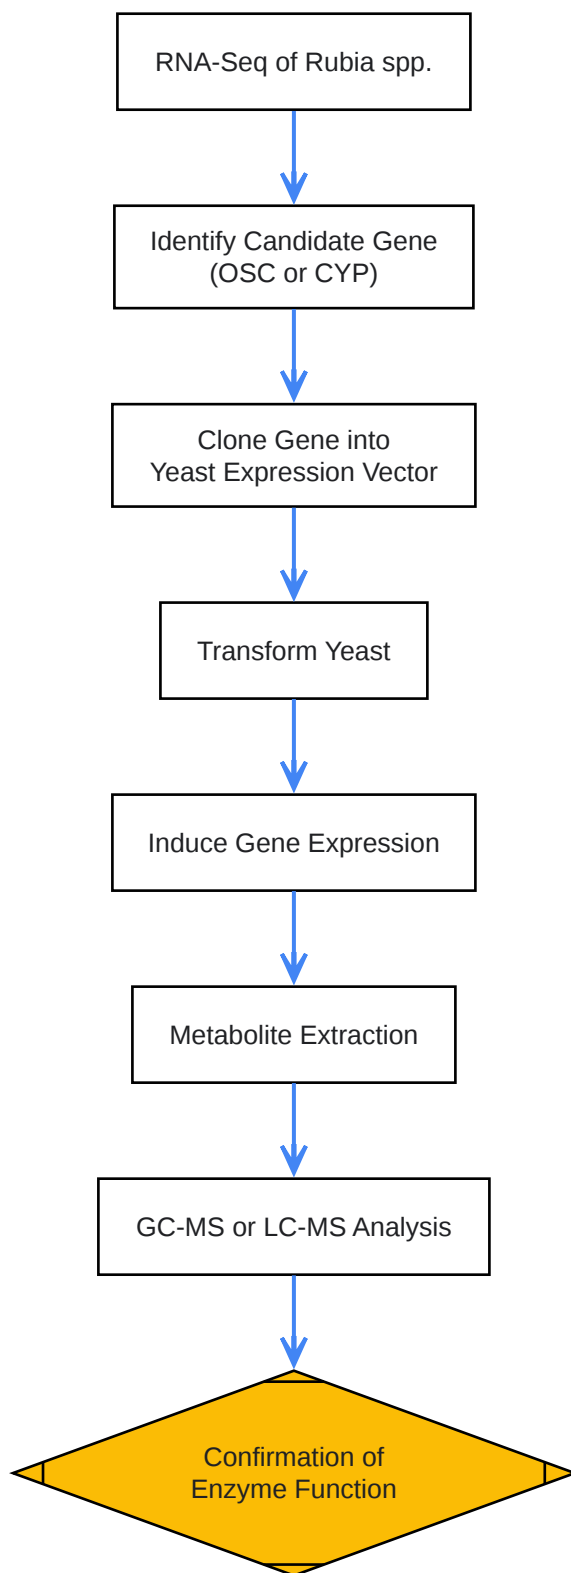 RNA-Seq of Rubia spp.
Identify Candidate Gene
(OSC or CYP)
Clone Gene into
Yeast Expression Vector
Transform Yeast
Induce Gene Expression
Metabolite Extraction
GC-MS or LC-MS Analysis
Confirmation of
Enzyme Function